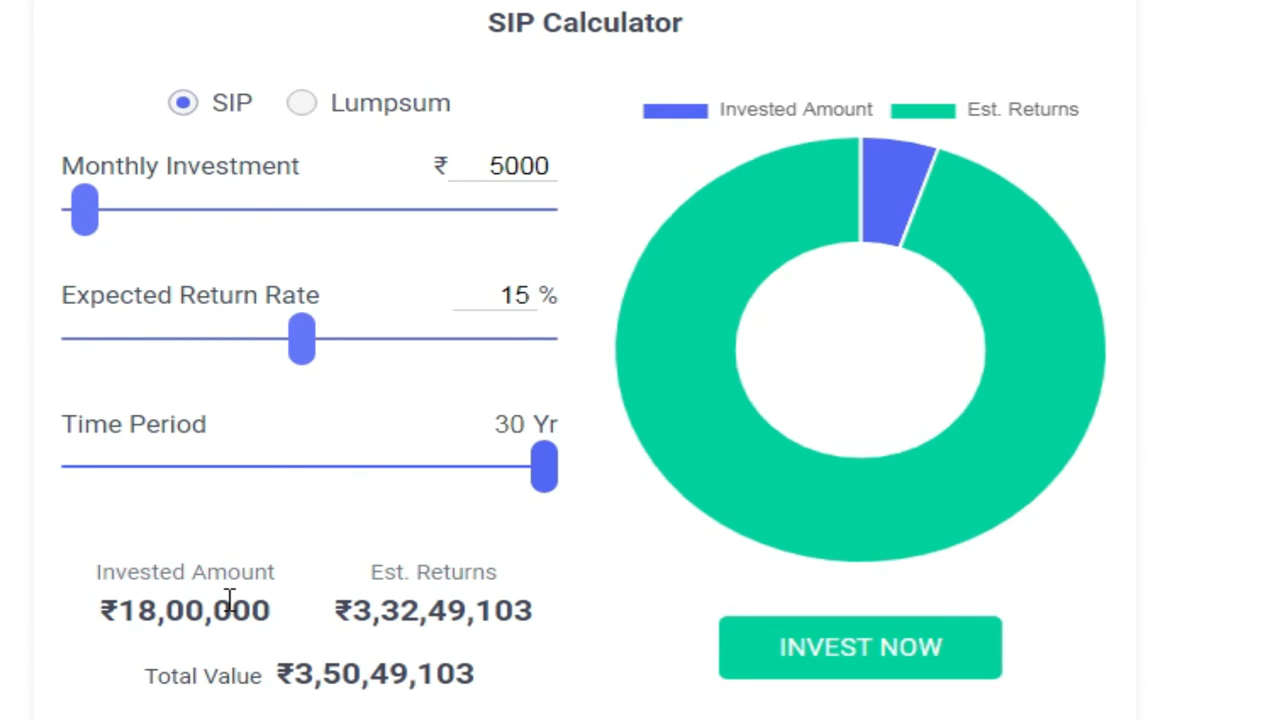 SIP Calculator
SIP Lumpsum
Invested Amount Est. Returns
Monthly Investment ₹ 5000
Expected Return Rate 15 %
Time Period 30 Yr
Invested Amount Est. Returns
₹18,00,000 ₹3,32,49,103
Total Value ₹3,50,49,103
INVEST NOW